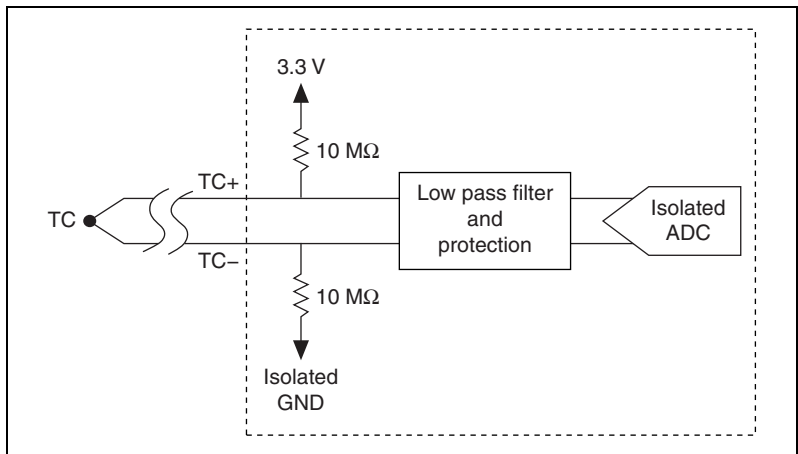 3.3 V
10 MΩ
TC+
Low pass filter
and
protection
Isolated
ADC
TC
TC−
10 MΩ
Isolated
GND